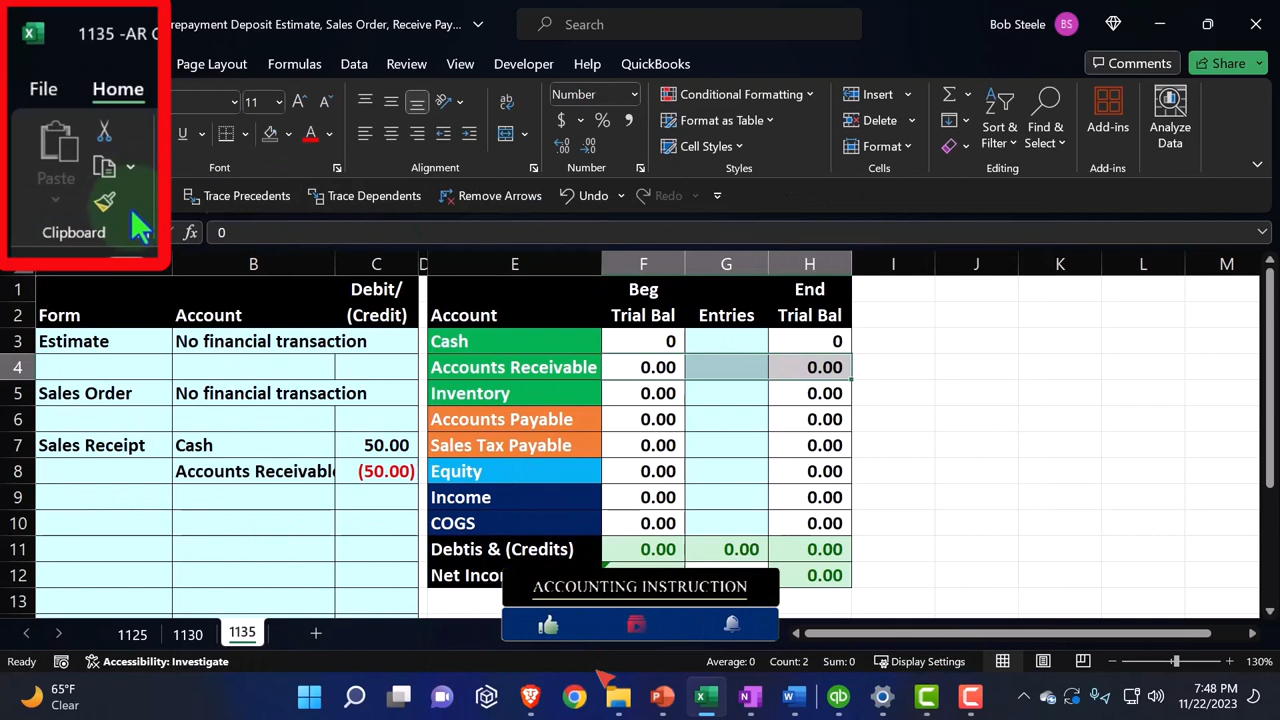 1135 -AR
repayment Deposit Estimate, Sales Order, Receive Pay...
Search
Bob Steele
BS
File
Home
Page Layout
Formulas
Data
Review
View
Developer
Help
QuickBooks
Comments
Share
Paste
Clipboard
11
U
Font
Alignment
Number
Number
Conditional Formatting
Format as Table
Cell Styles
Styles
Insert
Delete
Format
Sort &
Filter
Find &
Select
Editing
Add-ins
Add-ins
Analyze
Data
Trace Precedents
Trace Dependents
Remove Arrows
Undo
Redo
fx 0
B C D E F G H I J K L M
1 Debit/ Beg End
2 Form Account (Credit) Account Trial Bal Entries Trial Bal
3 Estimate No financial transaction Cash 0 0
4 Accounts Receivable 0.00 0.00
5 Sales Order No financial transaction Inventory 0.00 0.00
6 Accounts Payable 0.00 0.00
7 Sales Receipt Cash 50.00 Sales Tax Payable 0.00 0.00
8 Accounts Receivabl (50.00) Equity 0.00 0.00
9 Income 0.00 0.00
10 COGS 0.00 0.00
11 Debtis & (Credits) 0.00 0.00 0.00
12 Net Inco 0.00
13
ACCOUNTING INSTRUCTION
1125 1130 1135
Ready
Accessibility: Investigate
Average: 0 Count: 2 Sum: 0
Display Settings
130%
65°F
Clear
7:48 PM
11/22/2023